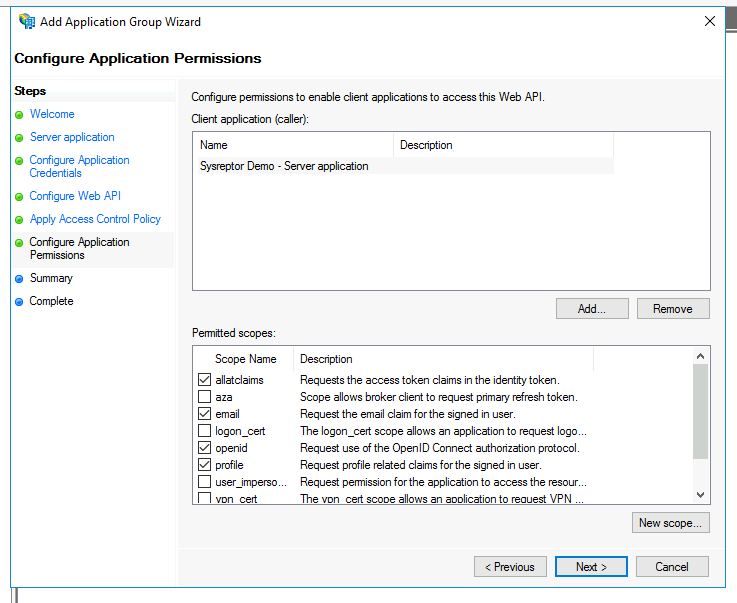 Add Application Group Wizard
Configure Application Permissions
Steps
Welcome
Server application
Configure Application
Credentials
Configure Web API
Apply Access Control Policy
Configure Application
Permissions
Summary
Complete
Configure permissions to enable client applications to access this Web API.
Client application (caller):
Name Description
Sysreptor Demo - Server application
Add... Remove
Permitted scopes:
Scope Name Description
allatclaims Requests the access token claims in the identity token.
aza Scope allows broker client to request primary refresh token.
email Request the email claim for the signed in user.
logon_cert The logon_cert scope allows an application to request logo...
openid Request use of the OpenID Connect authorization protocol.
profile Request profile related claims for the signed in user.
user_imperso... Request permission for the application to access the resour...
vpn_cert The vpn_cert scope allows an application to request VPN ...
New scope...
< Previous Next > Cancel